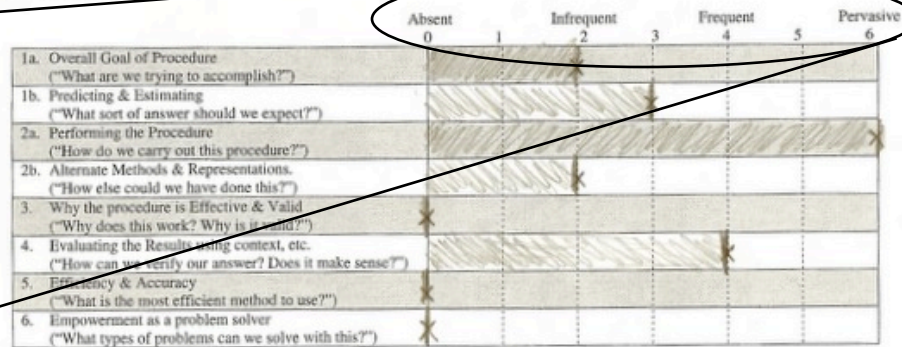 Absent Infrequent Frequent Pervasive
0 1 2 3 4 5 6
1a. Overall Goal of Procedure
("What are we trying to accomplish?")
1b. Predicting & Estimating
("What sort of answer should we expect?")
2a. Performing the Procedure
("How do we carry out this procedure?")
2b. Alternate Methods & Representations.
("How else could we have done this?")
3. Why the procedure is Effective & Valid
("Why does this work? Why is it valid?")
4. Evaluating the Results using context, etc.
("How can we verify our answer? Does it make sense?")
5. Efficiency & Accuracy
("What is the most efficient method to use?")
6. Empowerment as a problem solver
("What types of problems can we solve with this?")